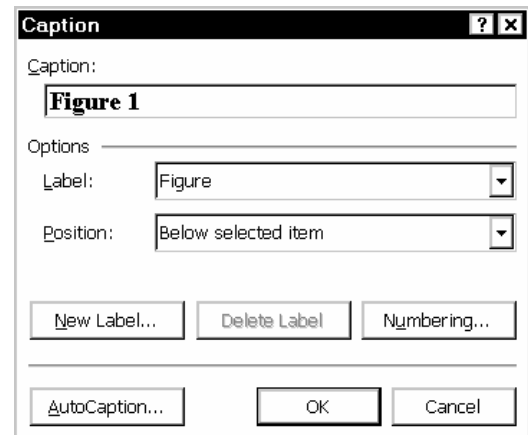 Caption ? X
Caption:
Figure 1
Options
Label: Figure
Position: Below selected item
New Label... Delete Label Numbering...
AutoCaption... OK Cancel